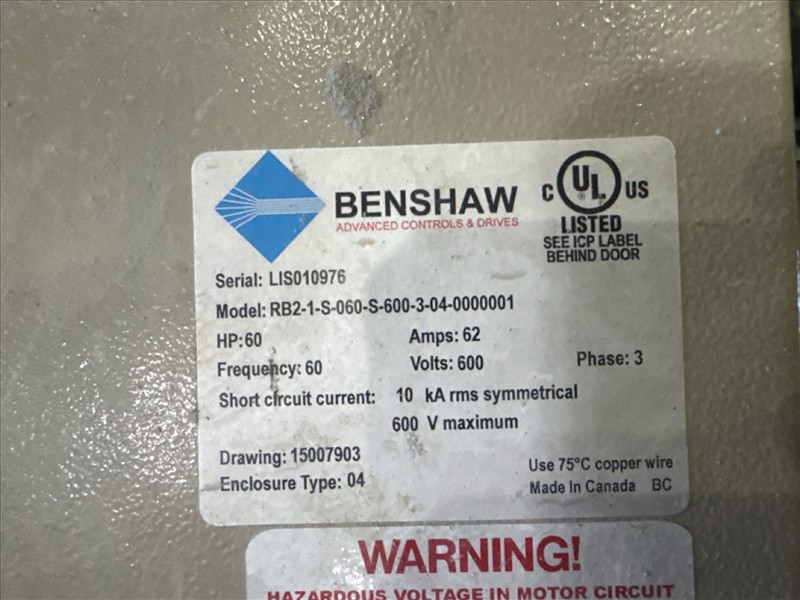 BENSHAW
ADVANCED CONTROLS & DRIVES
C UL US
®
LISTED
SEE ICP LABEL
BEHIND DOOR
Serial: LIS010976
Model: RB2-1-S-060-S-600-3-04-0000001
HP:60 Amps: 62
Frequency: 60 Volts: 600 Phase: 3
Short circuit current: 10 kA rms symmetrical
600 V maximum
Drawing: 15007903 Use 75°C copper wire
Enclosure Type: 04 Made In Canada BC
WARNING!
HAZARDOUS VOLTAGE IN MOTOR CIRCUIT